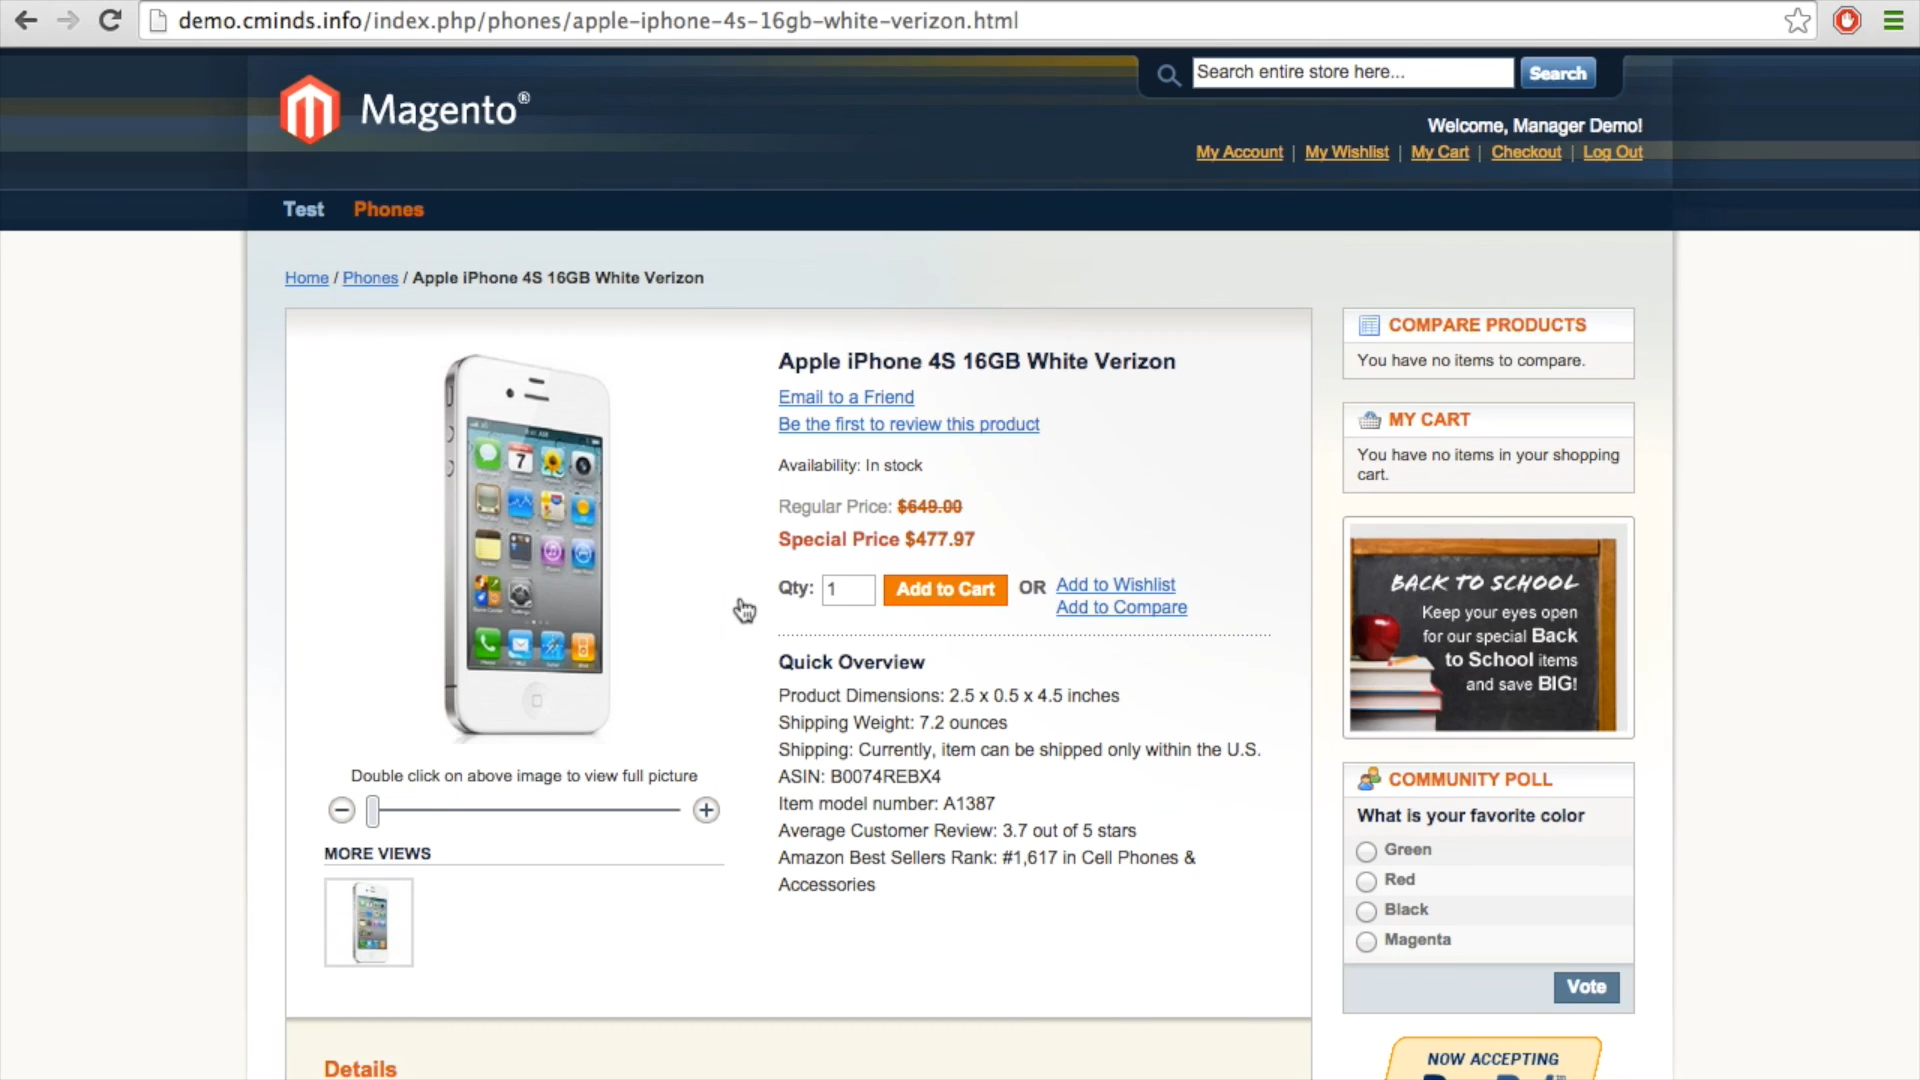 demo.cminds.info/index.php/phones/apple-iphone-4s-16gb-white-verizon.html
Magento®
Search entire store here...
Search
Welcome, Manager Demo!
My Account | My Wishlist | My Cart | Checkout | Log Out
Test Phones
Home / Phones / Apple iPhone 4S 16GB White Verizon
Apple iPhone 4S 16GB White Verizon
Email to a Friend
Be the first to review this product
Availability: In stock
Regular Price: $649.00
Special Price $477.97
Qty: 1 Add to Cart OR Add to Wishlist
Add to Compare
Quick Overview
Product Dimensions: 2.5 x 0.5 x 4.5 inches
Shipping Weight: 7.2 ounces
Shipping: Currently, item can be shipped only within the U.S.
ASIN: B0074REBX4
Item model number: A1387
Average Customer Review: 3.7 out of 5 stars
Amazon Best Sellers Rank: #1,617 in Cell Phones &
Accessories
7
Double click on above image to view full picture
MORE VIEWS
Details
COMPARE PRODUCTS
You have no items to compare.
MY CART
You have no items in your shopping
cart.
BACK TO SCHOOL
Keep your eyes open
for our special Back
to School items
and save BIG!
COMMUNITY POLL
What is your favorite color
Green
Red
Black
Magenta
Vote
NOW ACCEPTING